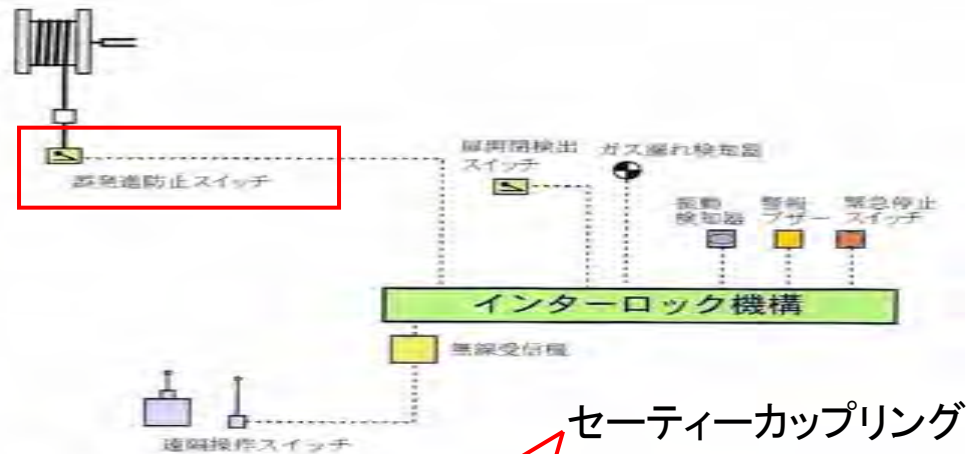 誤発進防止スイッチ
扉開閉検出
スイッチ
ガス漏れ検知器
振動
検知器
警報
ブザー
緊急停止
スイッチ
インターロック機構
無線受信機
遠隔操作スイッチ
セーティーカップリング